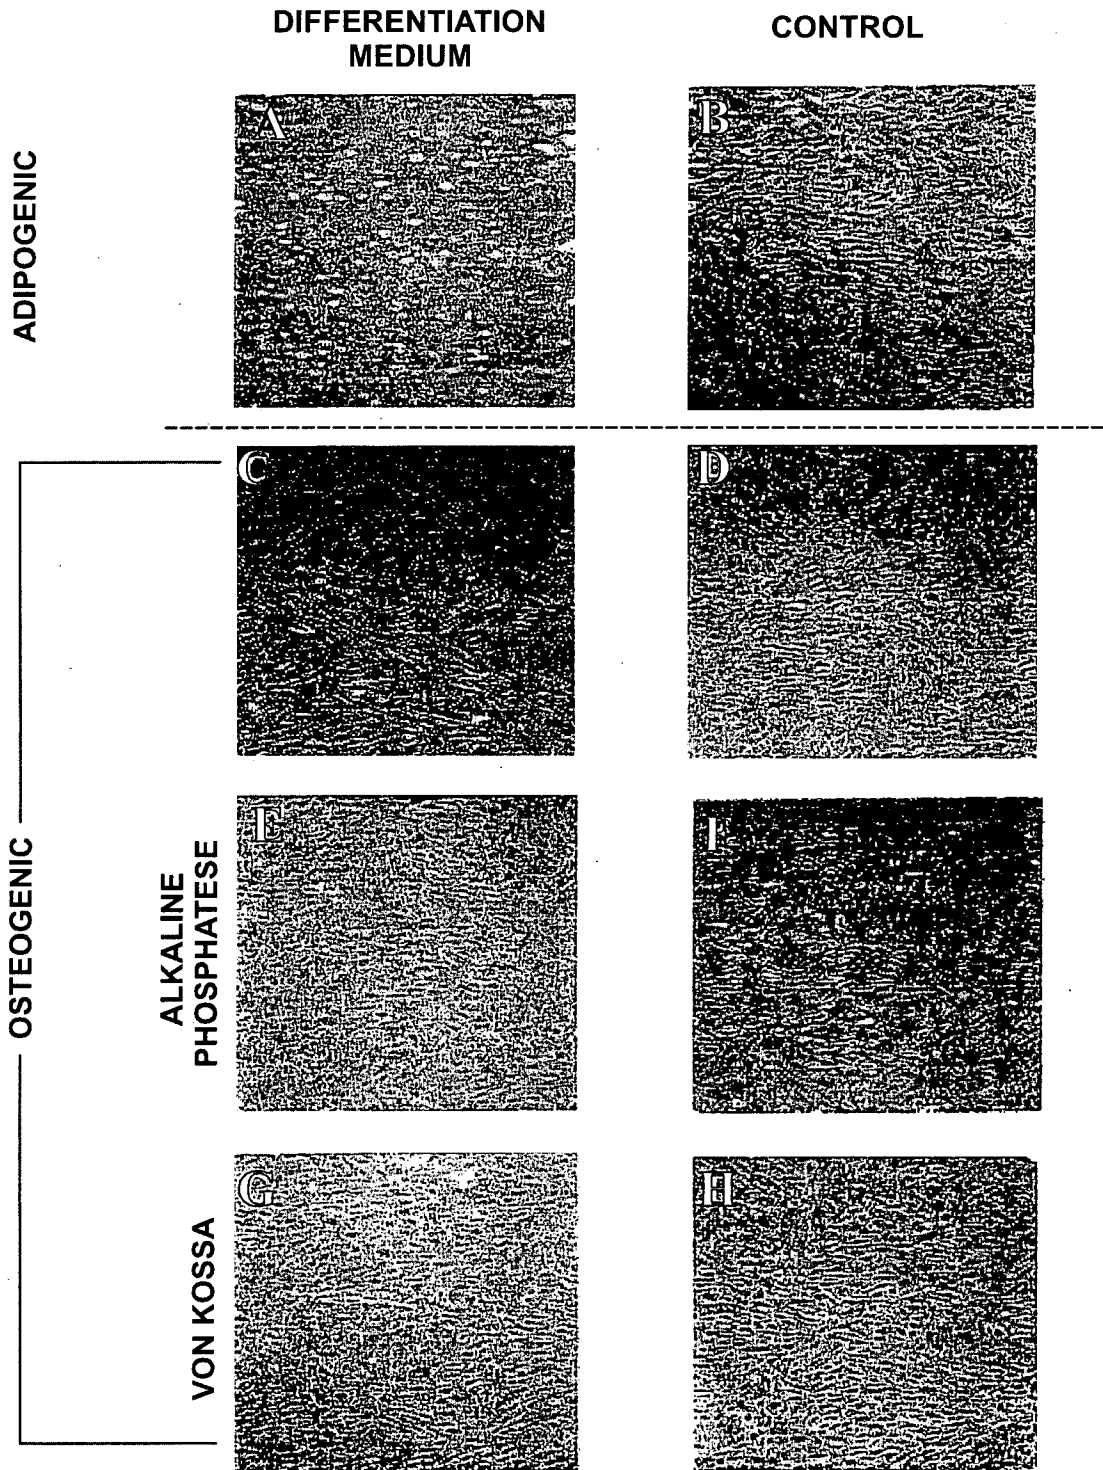 DIFFERENTIATION
MEDIUM
CONTROL
ADIPOGENIC
A
B
OSTEOGENIC
C
D
ALKALINE
PHOSPHATESE
E
I
VON KOSSA
G
H